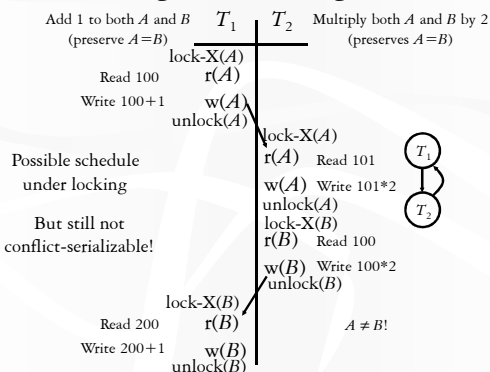 Add 1 to both A and B
(preserve A=B)
T1
T2
Multiply both A and B by 2
(preserves A=B)
lock-X(A)
Read 100
r(A)
Write 100+1
w(A)
unlock(A)
lock-X(A)
r(A)
Read 101
w(A)
Write 101*2
unlock(A)
lock-X(B)
r(B)
Read 100
w(B)
Write 100*2
unlock(B)
lock-X(B)
Read 200
r(B)
Write 200+1
w(B)
unlock(B)
Possible schedule
under locking
But still not
conflict-serializable!
T1
T2
A ≠ B!